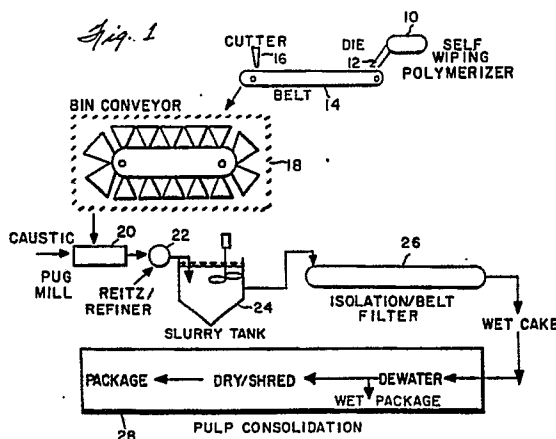 Fig. 1
CUTTER
16
DIE
12
10
SELF
WIPING
POLYMERIZER
BELT
14
BIN CONVEYOR
18
CAUSTIC
20
22
PUG
MILL
REITZ/
REFINER
24
SLURRY TANK
26
ISOLATION/BELT
FILTER
WET CAKE
PACKAGE
DRY/SHRED
DEWATER
WET PACKAGE
28
PULP CONSOLIDATION